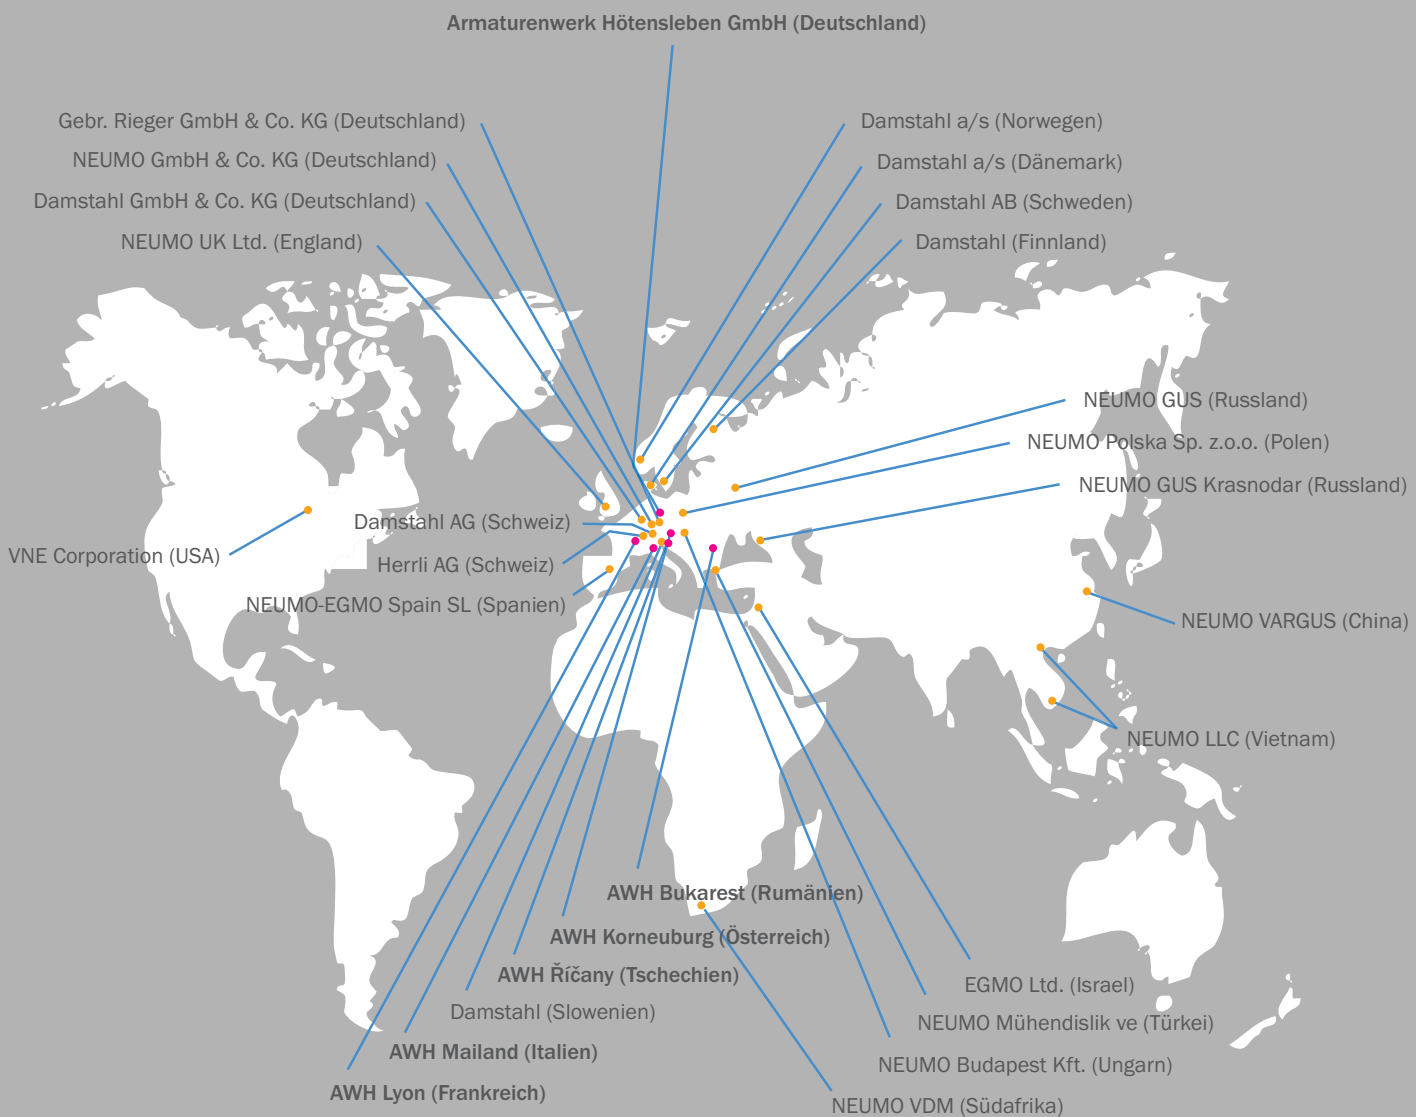 Armaturenwerk Hötensleben GmbH (Deutschland)
Gebr. Rieger GmbH & Co. KG (Deutschland)
NEUMO GmbH & Co. KG (Deutschland)
Damstahl GmbH & Co. KG (Deutschland)
NEUMO UK Ltd. (England)
Damstahl a/s (Norwegen)
Damstahl a/s (Dänemark)
Damstahl AB (Schweden)
Damstahl (Finnland)
NEUMO GUS (Russland)
NEUMO Polska Sp. z.o.o. (Polen)
NEUMO GUS Krasnodar (Russland)
Damstahl AG (Schweiz)
VNE Corporation (USA)
Herrli AG (Schweiz)
NEUMO-EGMO Spain SL (Spanien)
NEUMO VARGUS (China)
NEUMO LLC (Vietnam)
AWH Bukarest (Rumänien)
AWH Korneuburg (Österreich)
AWH Říčany (Tschechien)
Damstahl (Slowenien)
AWH Mailand (Italien)
AWH Lyon (Frankreich)
EGMO Ltd. (Israel)
NEUMO Mühendislik ve (Türkei)
NEUMO Budapest Kft. (Ungarn)
NEUMO VDM (Südafrika)